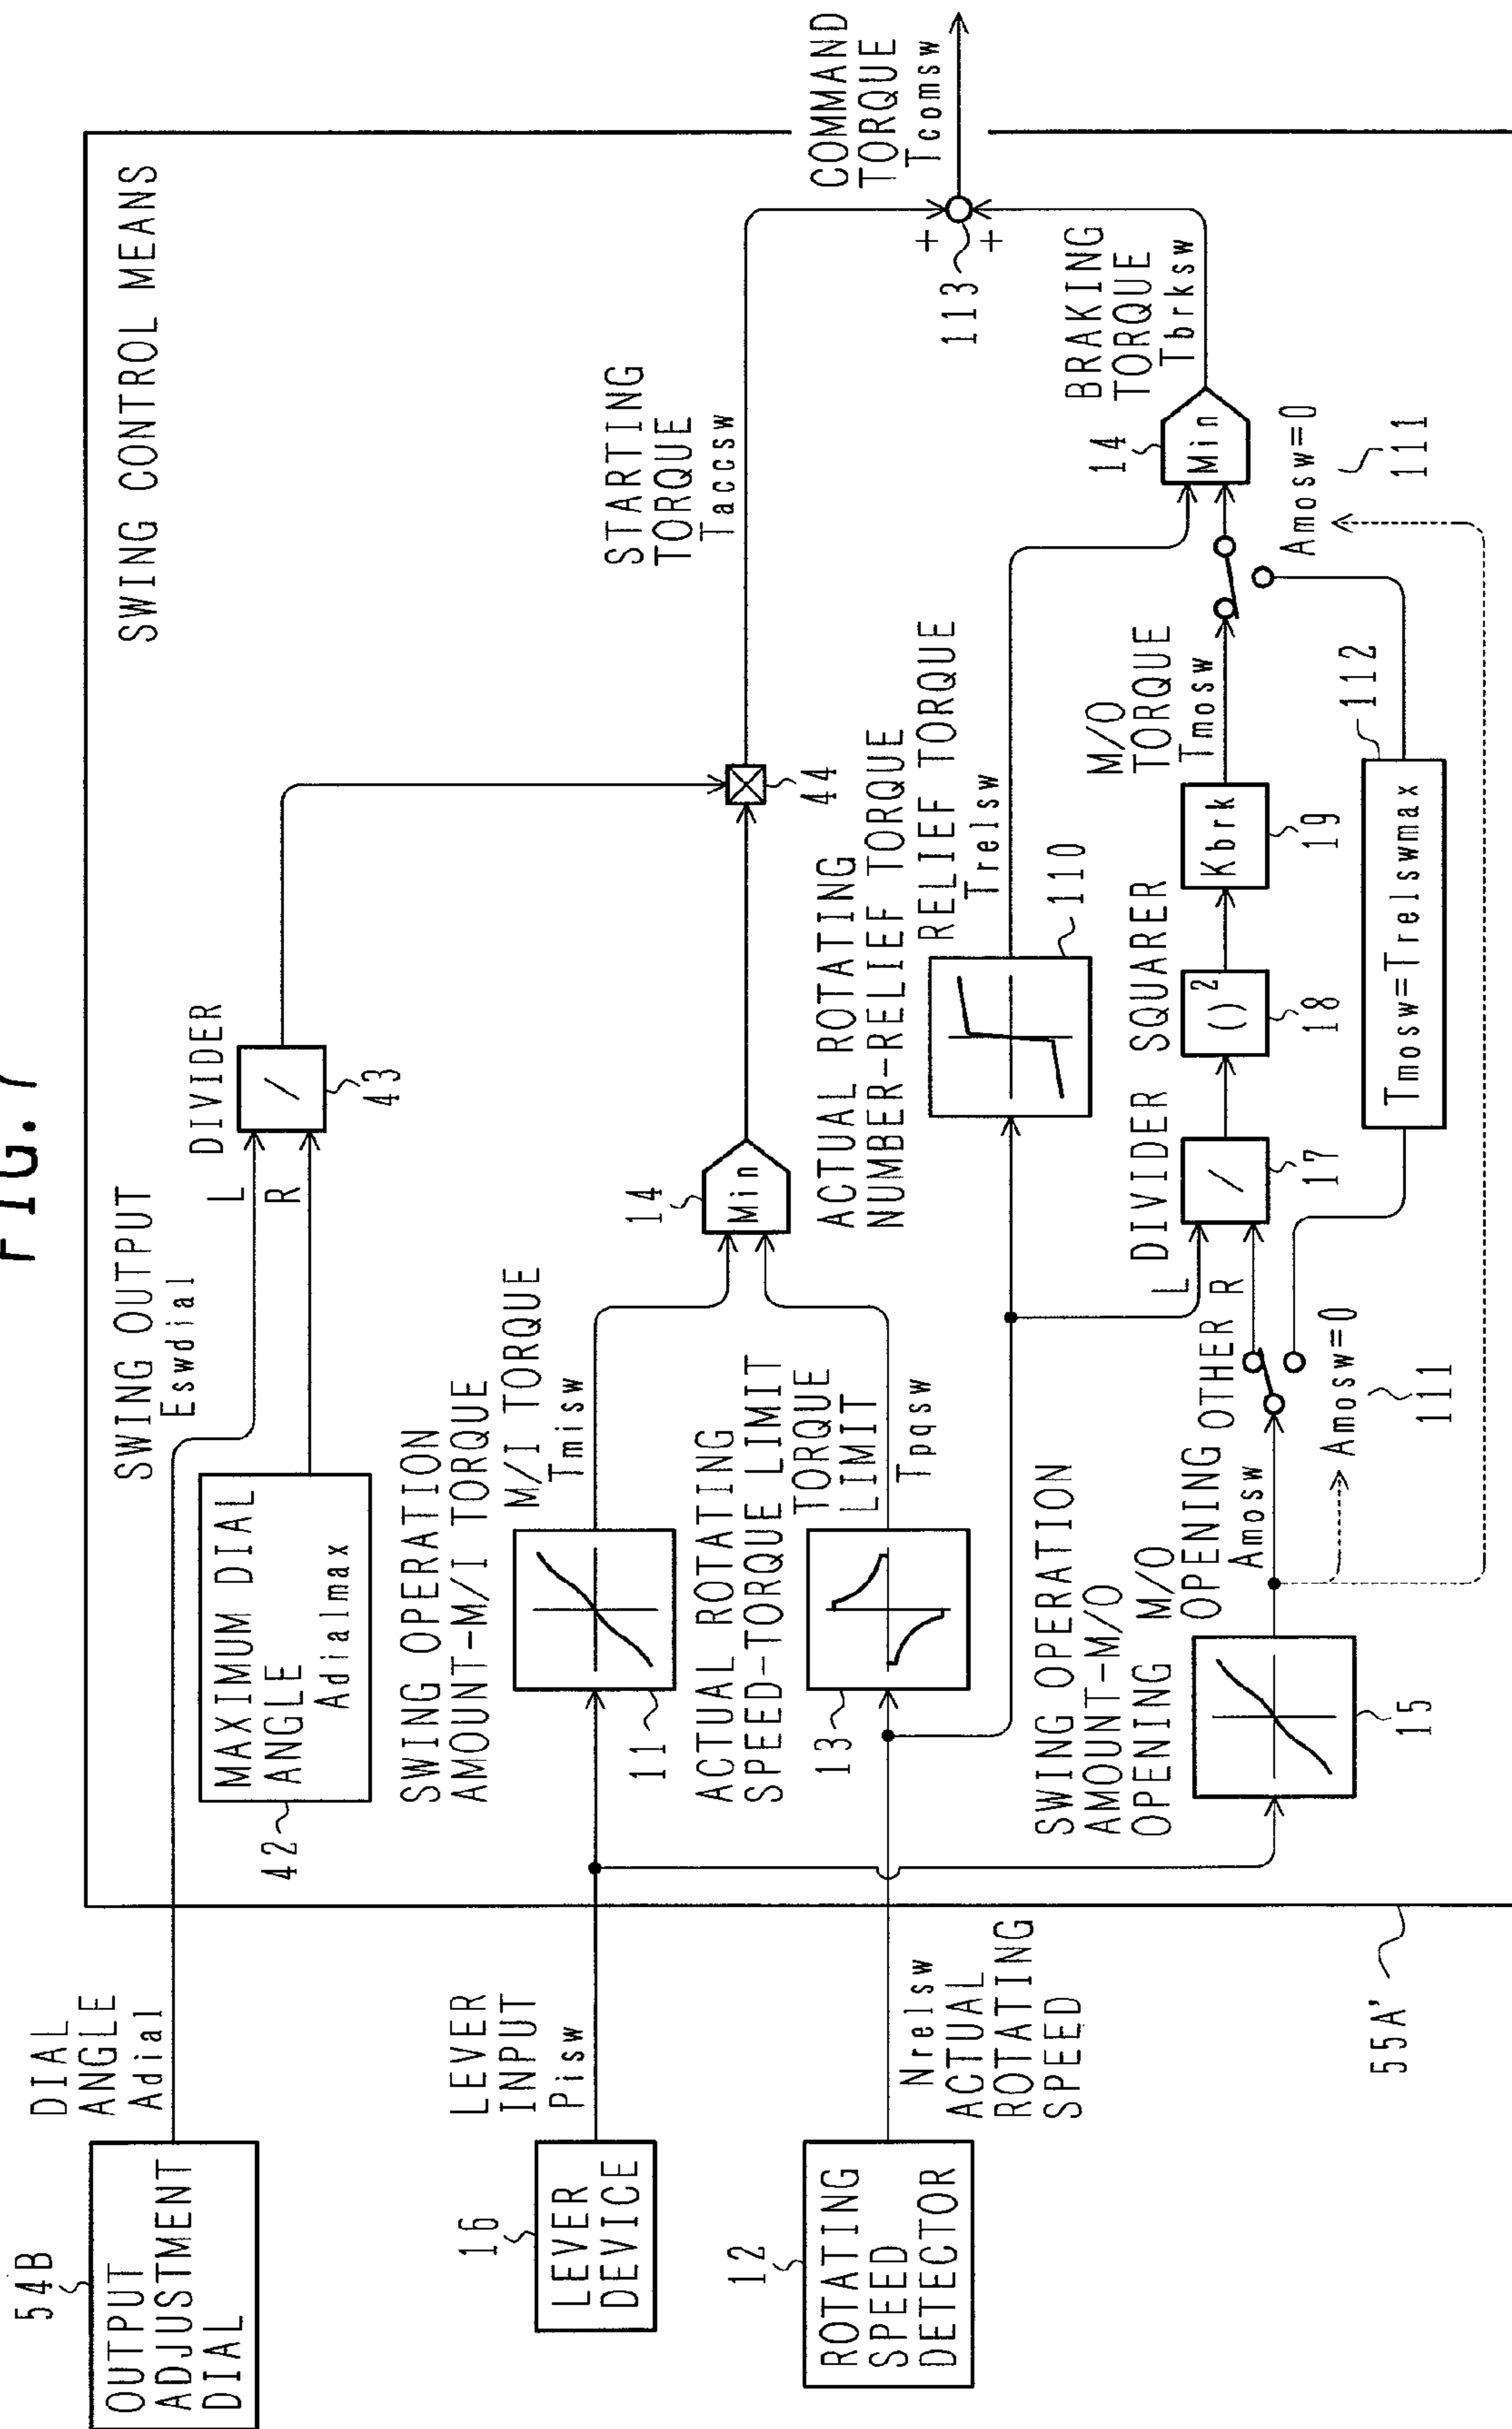 FIG. 7
54B
OUTPUT
ADJUSTMENT
DIAL
DIAL
ANGLE
Adial
16
LEVER
DEVICE
LEVER
INPUT
Pisw
12
ROTATING
SPEED
DETECTOR
Nrelsw
ACTUAL
ROTATING
SPEED
55A'
SWING CONTROL MEANS
SWING OUTPUT
Eswdial
MAXIMUM DIAL
ANGLE
Adialmax
42
L
R
DIVIDER
/
43
SWING OPERATION
AMOUNT-M/I TORQUE
M/I TORQUE
Tmisw
11
ACTUAL ROTATING
SPEED-TORQUE LIMIT
TORQUE
LIMIT
Tpqsw
13
14
Min
44
STARTING
TORQUE
Taccsw
ACTUAL ROTATING
NUMBER-RELIEF TORQUE
RELIEF TORQUE
Trelsw
110
SWING OPERATION
AMOUNT-M/O
OPENING
M/O
OPENING
Amosw
15
OTHER
Amosw=0
111
L
R
DIVIDER
/
17
SQUARER
()2
18
Kbrk
19
M/O
TORQUE
Tmosw
Tmosw=Trelswmax
112
Amosw=0
111
14
Min
BRAKING
TORQUE
Tbrksw
+
+
113
COMMAND
TORQUE
Tcomsw